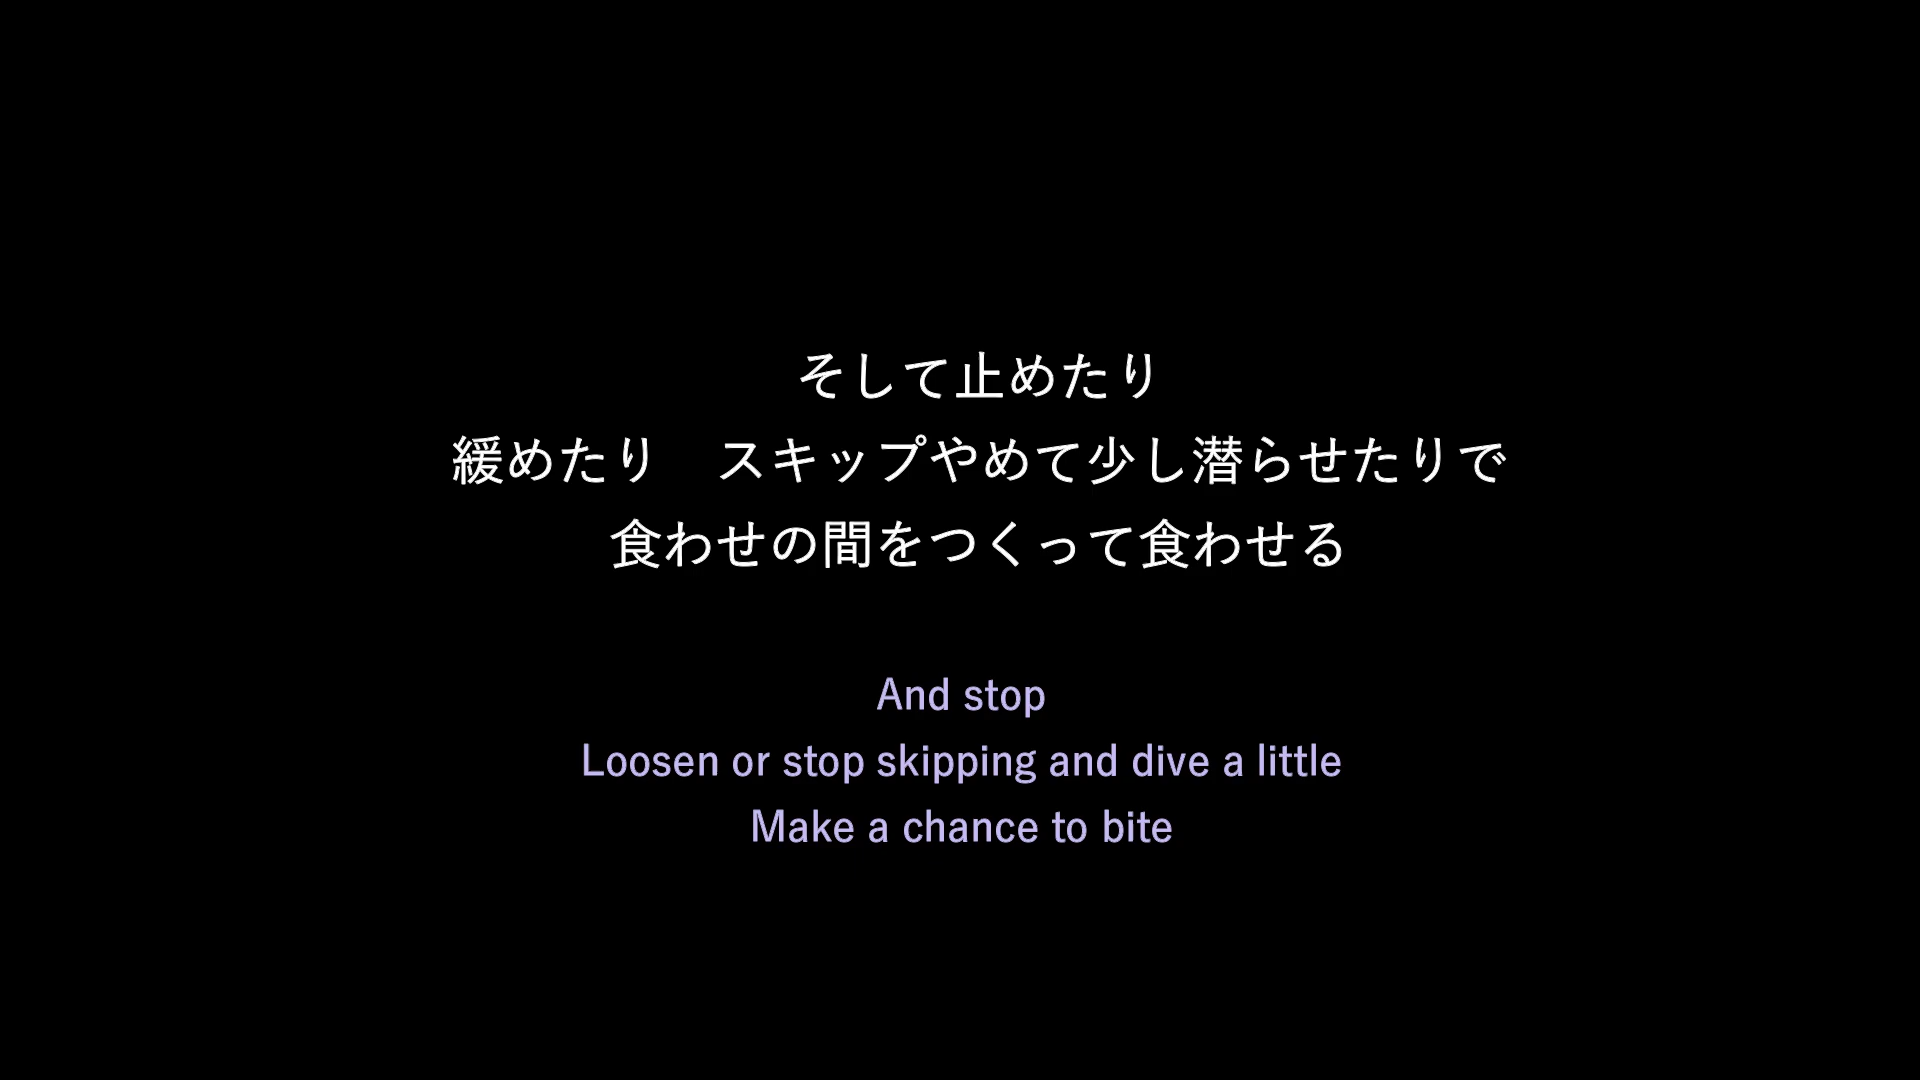 そして止めたり
緩めたり　スキップやめて少し潜らせたりで
食わせの間をつくって食わせる
And stop
Loosen or stop skipping and dive a little
Make a chance to bite